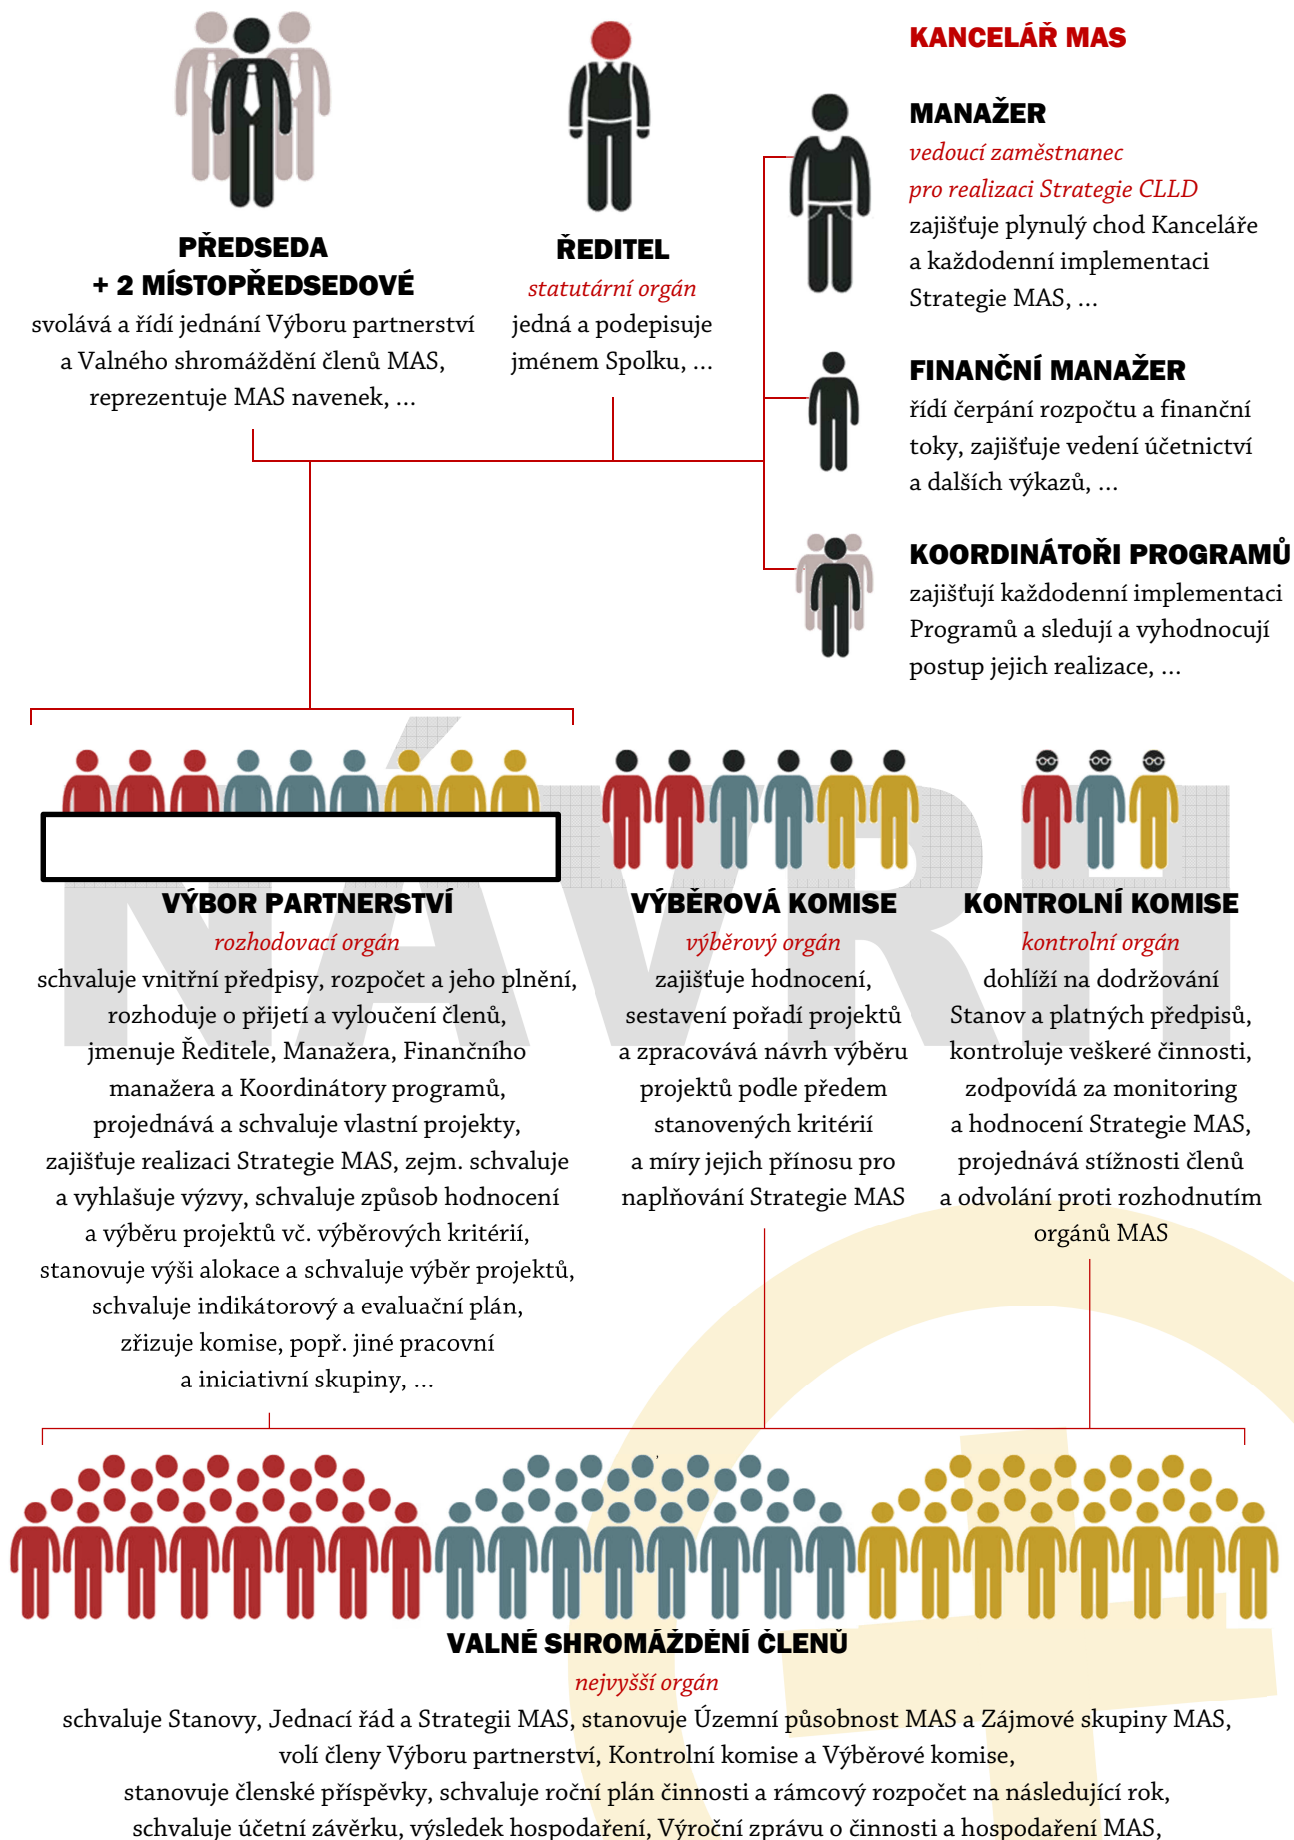 KANCELÁŘ MAS
MANAŽER
vedoucí zaměstnanec
pro realizaci Strategie CLLD
zajišťuje plynulý chod Kanceláře
a každodenní implementaci
Strategie MAS, ...
PŘEDSEDA
+ 2 MÍSTOPŘEDSEDOVÉ
svolává a řídí jednání Výboru partnerství
a Valného shromáždění členů MAS,
reprezentuje MAS navenek, ...
ŘEDITEL
statutární orgán
jedná a podepisuje
jménem Spolku, ...
FINANČNÍ MANAŽER
řídí čerpání rozpočtu a finanční
toky, zajišťuje vedení účetnictví
a dalších výkazů, ...
KOORDINÁTOŘI PROGRAMŮ
zajišťují každodenní implementaci
Programů a sledují a vyhodnocují
postup jejich realizace, ...
NÁVRH
VÝBOR PARTNERSTVÍ
rozhodovací orgán
schvaluje vnitřní předpisy, rozpočet a jeho plnění,
rozhoduje o přijetí a vyloučení členů,
jmenuje Ředitele, Manažera, Finančního
manažera a Koordinátory programů,
projednává a schvaluje vlastní projekty,
zajišťuje realizaci Strategie MAS, zejm. schvaluje
a vyhlašuje výzvy, schvaluje způsob hodnocení
a výběru projektů vč. výběrových kritérií,
stanovuje výši alokace a schvaluje výběr projektů,
schvaluje indikátorový a evaluační plán,
zřizuje komise, popř. jiné pracovní
a iniciativní skupiny, ...
VÝBĚROVÁ KOMISE
výběrový orgán
zajišťuje hodnocení,
sestavení pořadí projektů
a zpracovává návrh výběru
projektů podle předem
stanovených kritérií
a míry jejich přínosu pro
naplňování Strategie MAS
KONTROLNÍ KOMISE
kontrolní orgán
dohlíží na dodržování
Stanov a platných předpisů,
kontroluje veškeré činnosti,
zodpovídá za monitoring
a hodnocení Strategie MAS,
projednává stížnosti členů
a odvolání proti rozhodnutím
orgánů MAS
VALNÉ SHROMÁŽDĚNÍ ČLENŮ
nejvyšší orgán
schvaluje Stanovy, Jednací řád a Strategii MAS, stanovuje Územní působnost MAS a Zájmové skupiny MAS,
volí členy Výboru partnerství, Kontrolní komise a Výběrové komise,
stanovuje členské příspěvky, schvaluje roční plán činnosti a rámcový rozpočet na následující rok,
schvaluje účetní závěrku, výsledek hospodaření, Výroční zprávu o činnosti a hospodaření MAS,